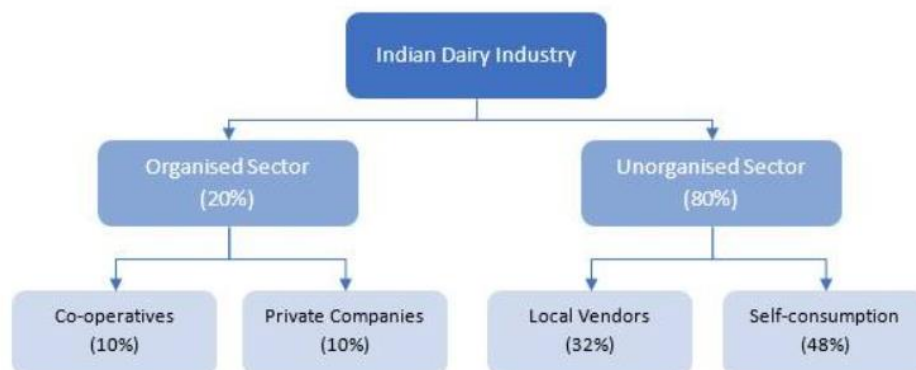 Indian Dairy Industry
Organised Sector
(20%)
Unorganised Sector
(80%)
Co-operatives
(10%)
Private Companies
(10%)
Local Vendors
(32%)
Self-consumption
(48%)